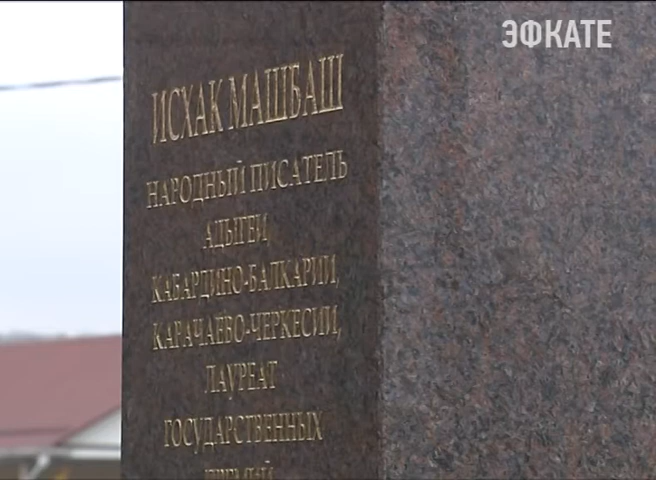 ЭФКАТЕ
ИСХАК МАШБАШ
НАРОДНЫЙ ПИСАТЕЛЬ
АДЫГЕИ,
КАБАРДИНО-БАЛКАРИИ,
КАРАЧАЕВО-ЧЕРКЕСИИ,
ЛАУРЕАТ
ГОСУДАРСТВЕННЫХ